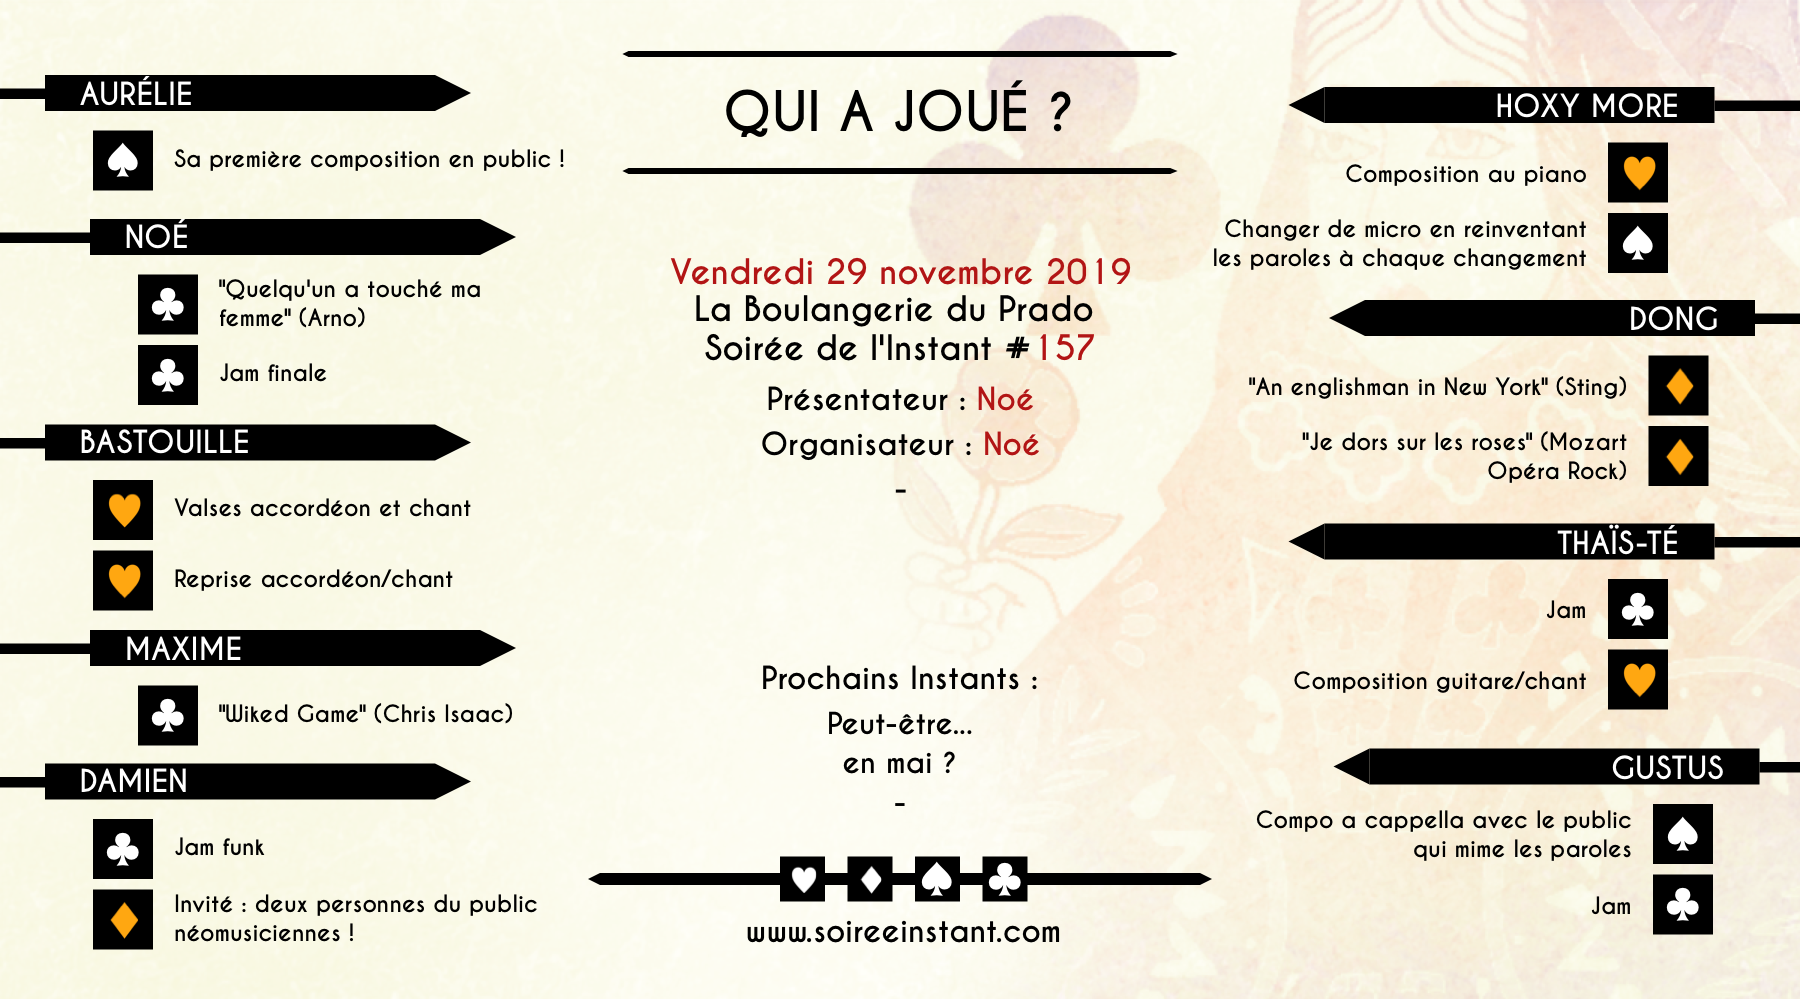 AURÉLIE
Sa première composition en public !
NOÉ
"Quelqu'un a touché ma
femme" (Arno)
Jam finale
BASTOUILLE
Valses accordéon et chant
Reprise accordéon/chant
MAXIME
"Wiked Game" (Chris Isaac)
DAMIEN
Jam funk
Invité : deux personnes du public
néomusiciennes !
QUI A JOUÉ ?
Vendredi 29 novembre 2019
La Boulangerie du Prado
Soirée de l'Instant #157
Présentateur : Noé
Organisateur : Noé
-
Prochains Instants :
Peut-être...
en mai ?
-
www.soireeinstant.com
HOXY MORE
Composition au piano
Changer de micro en reinventant
les paroles à chaque changement
DONG
"An englishman in New York" (Sting)
"Je dors sur les roses" (Mozart
Opéra Rock)
THAÏS-TÉ
Jam
Composition guitare/chant
GUSTUS
Compo a cappella avec le public
qui mime les paroles
Jam